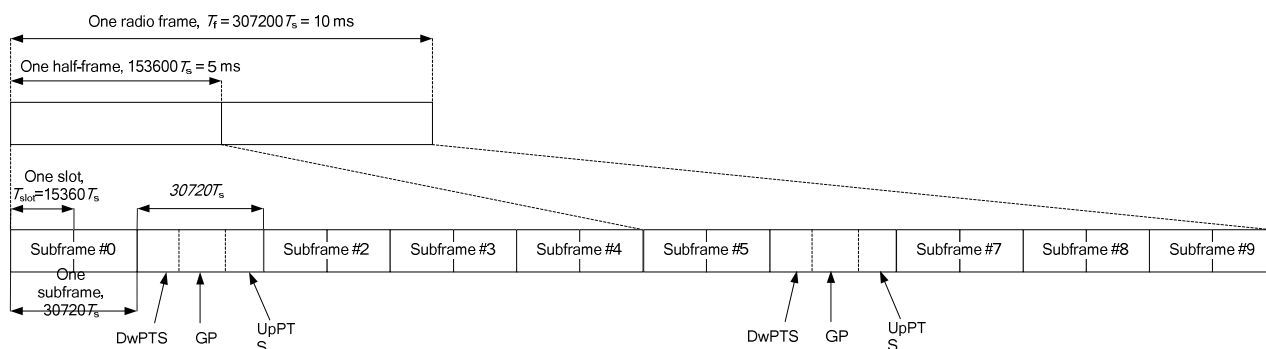 One radio frame, Tf = 307200Ts = 10 ms
One half-frame, 153600Ts = 5 ms
One slot,
Tslot=15360Ts
30720Ts
Subframe #0
Subframe #2
Subframe #3
Subframe #4
Subframe #5
Subframe #7
Subframe #8
Subframe #9
One
subframe,
30720Ts
DwPTS
GP
UpPT
S
DwPTS
GP
UpPT
S